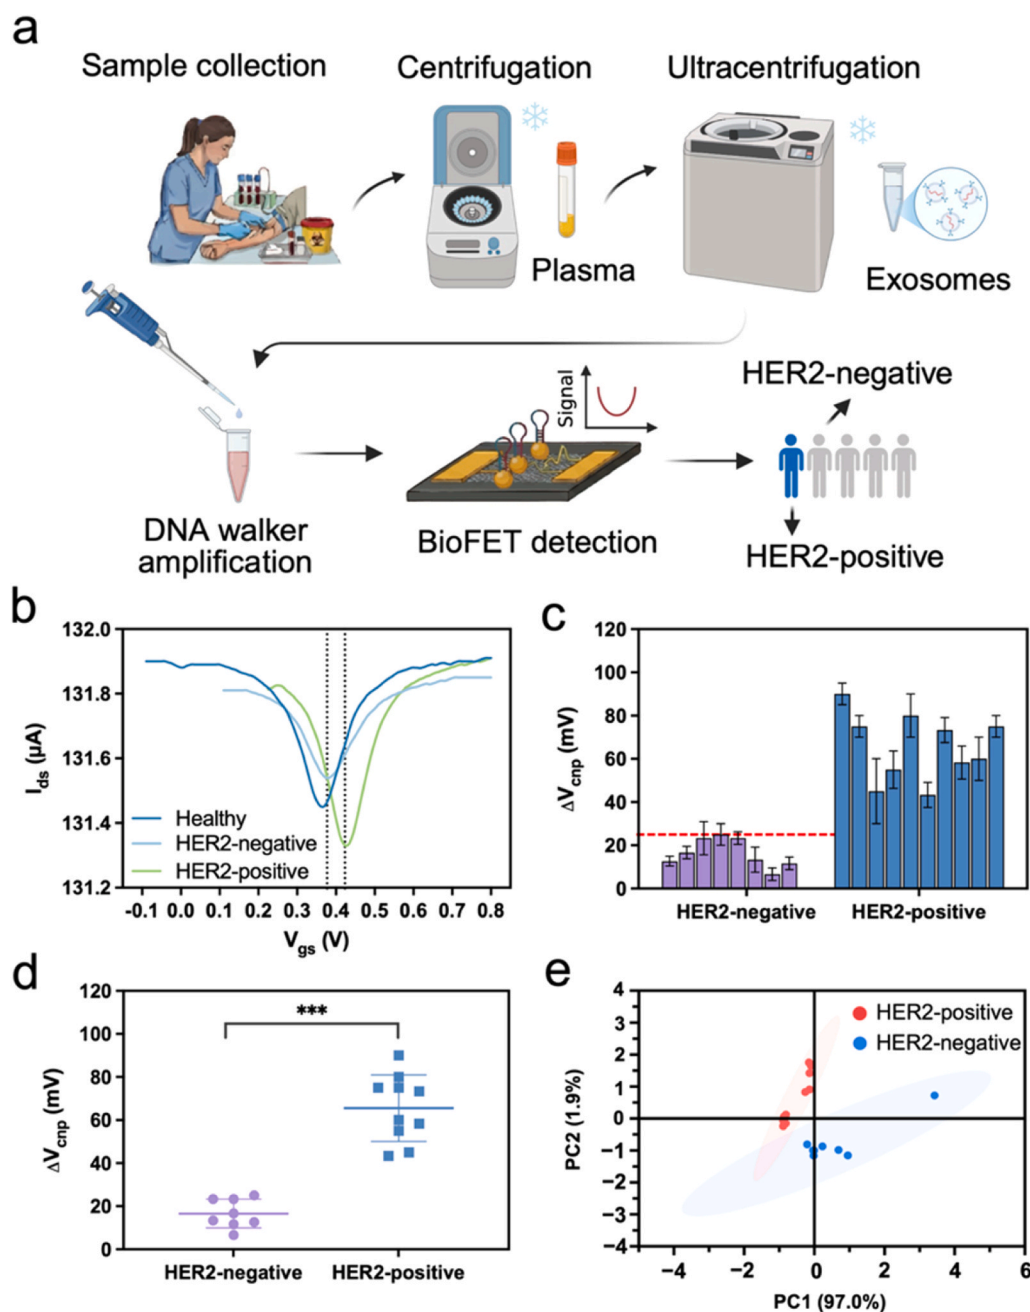 a
Sample collection
Centrifugation
Ultracentrifugation
Plasma
Exosomes
DNA walker
amplification
Signal
BioFET detection
HER2-negative
HER2-positive
b
132.0
131.8
131.6
131.4
131.2
Ids (μA)
Healthy
HER2-negative
HER2-positive
-0.1 0.0 0.1 0.2 0.3 0.4 0.5 0.6 0.7 0.8
Vgs (V)
c
120
100
80
60
40
20
0
ΔVcnp (mV)
HER2-negative HER2-positive
d
120
100
80
60
40
20
0
ΔVcnp (mV)
***
HER2-negative HER2-positive
e
4
3
2
1
0
−1
−2
−3
−4
PC2 (1.9%)
HER2-positive
HER2-negative
−4 −2 0 2 4 6
PC1 (97.0%)